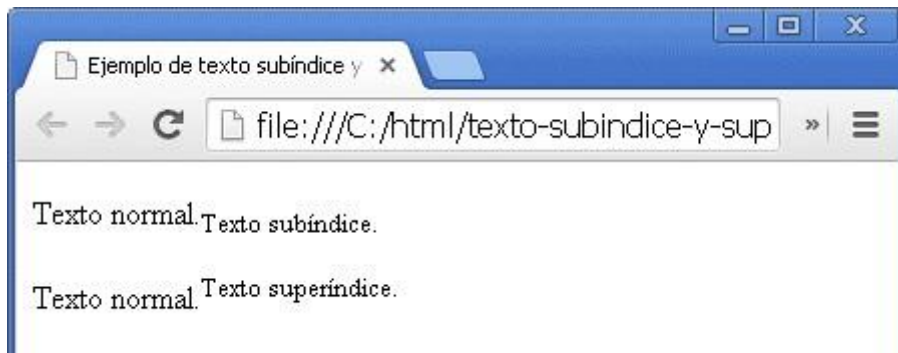 Ejemplo de texto subíndice y
file:///C:/html/texto-subindice-y-sup
Texto normal.Texto subíndice.
Texto normal.Texto superíndice.